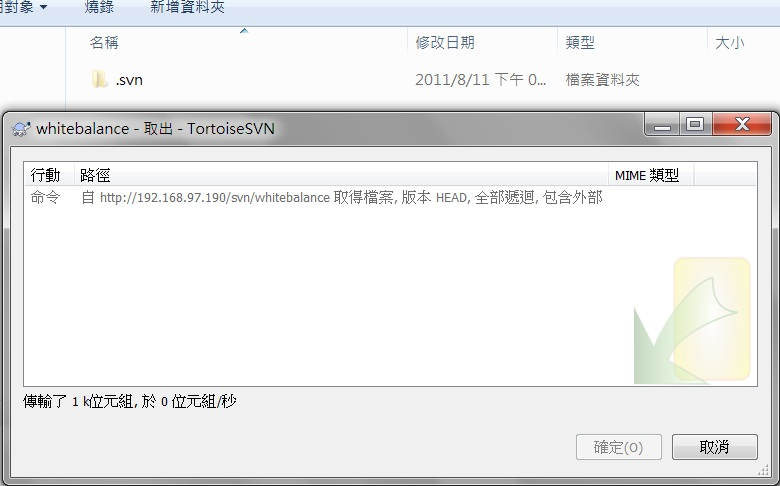 對象 燒錄 新增資料夾
名稱 修改日期 類型 大小
.svn 2011/8/11 下午 0... 檔案資料夾
whitebalance - 取出 - TortoiseSVN
行動 路徑 MIME 類型
命令 自 http://192.168.97.190/svn/whitebalance 取得檔案, 版本 HEAD, 全部遞迴, 包含外部
傳輸了 1 k位元組, 於 0 位元組/秒
確定(O) 取消